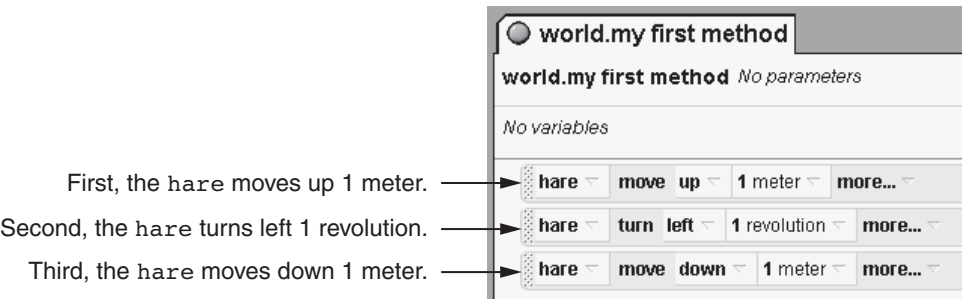 world.my first method
world.my first method No parameters
No variables
First, the hare moves up 1 meter.
hare move up 1 meter more...
Second, the hare turns left 1 revolution.
hare turn left 1 revolution more...
Third, the hare moves down 1 meter.
hare move down 1 meter more...